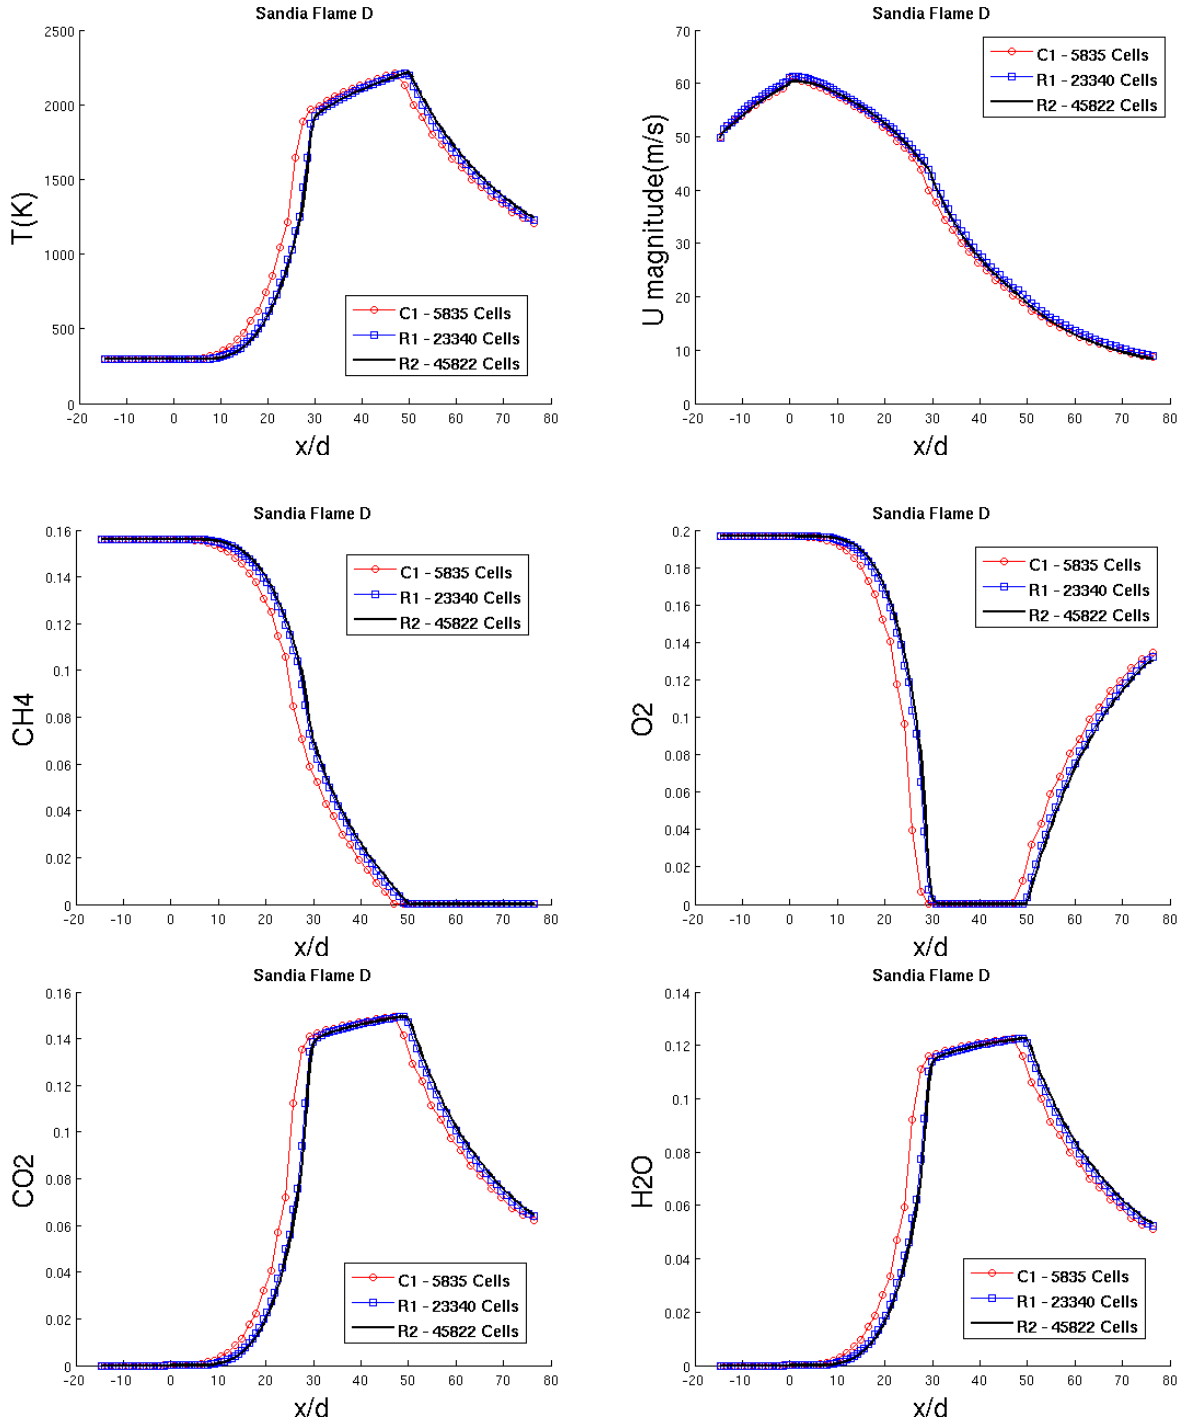 Sandia Flame D
2500
2000
1500
1000
500
0
-20 -10 0 10 20 30 40 50 60 70 80
T(K)
x/d
C1 - 5835 Cells
R1 - 23340 Cells
R2 - 45822 Cells
Sandia Flame D
70
60
50
40
30
20
10
0
-20 -10 0 10 20 30 40 50 60 70 80
U magnitude(m/s)
x/d
C1 - 5835 Cells
R1 - 23340 Cells
R2 - 45822 Cells
Sandia Flame D
0.16
0.14
0.12
0.1
0.08
0.06
0.04
0.02
0
-20 -10 0 10 20 30 40 50 60 70 80
CH4
x/d
C1 - 5835 Cells
R1 - 23340 Cells
R2 - 45822 Cells
Sandia Flame D
0.2
0.18
0.16
0.14
0.12
0.1
0.08
0.06
0.04
0.02
0
-20 -10 0 10 20 30 40 50 60 70 80
O2
x/d
C1 - 5835 Cells
R1 - 23340 Cells
R2 - 45822 Cells
Sandia Flame D
0.16
0.14
0.12
0.1
0.08
0.06
0.04
0.02
0
-20 -10 0 10 20 30 40 50 60 70 80
CO2
x/d
C1 - 5835 Cells
R1 - 23340 Cells
R2 - 45822 Cells
Sandia Flame D
0.14
0.12
0.1
0.08
0.06
0.04
0.02
0
-20 -10 0 10 20 30 40 50 60 70 80
H2O
x/d
C1 - 5835 Cells
R1 - 23340 Cells
R2 - 45822 Cells